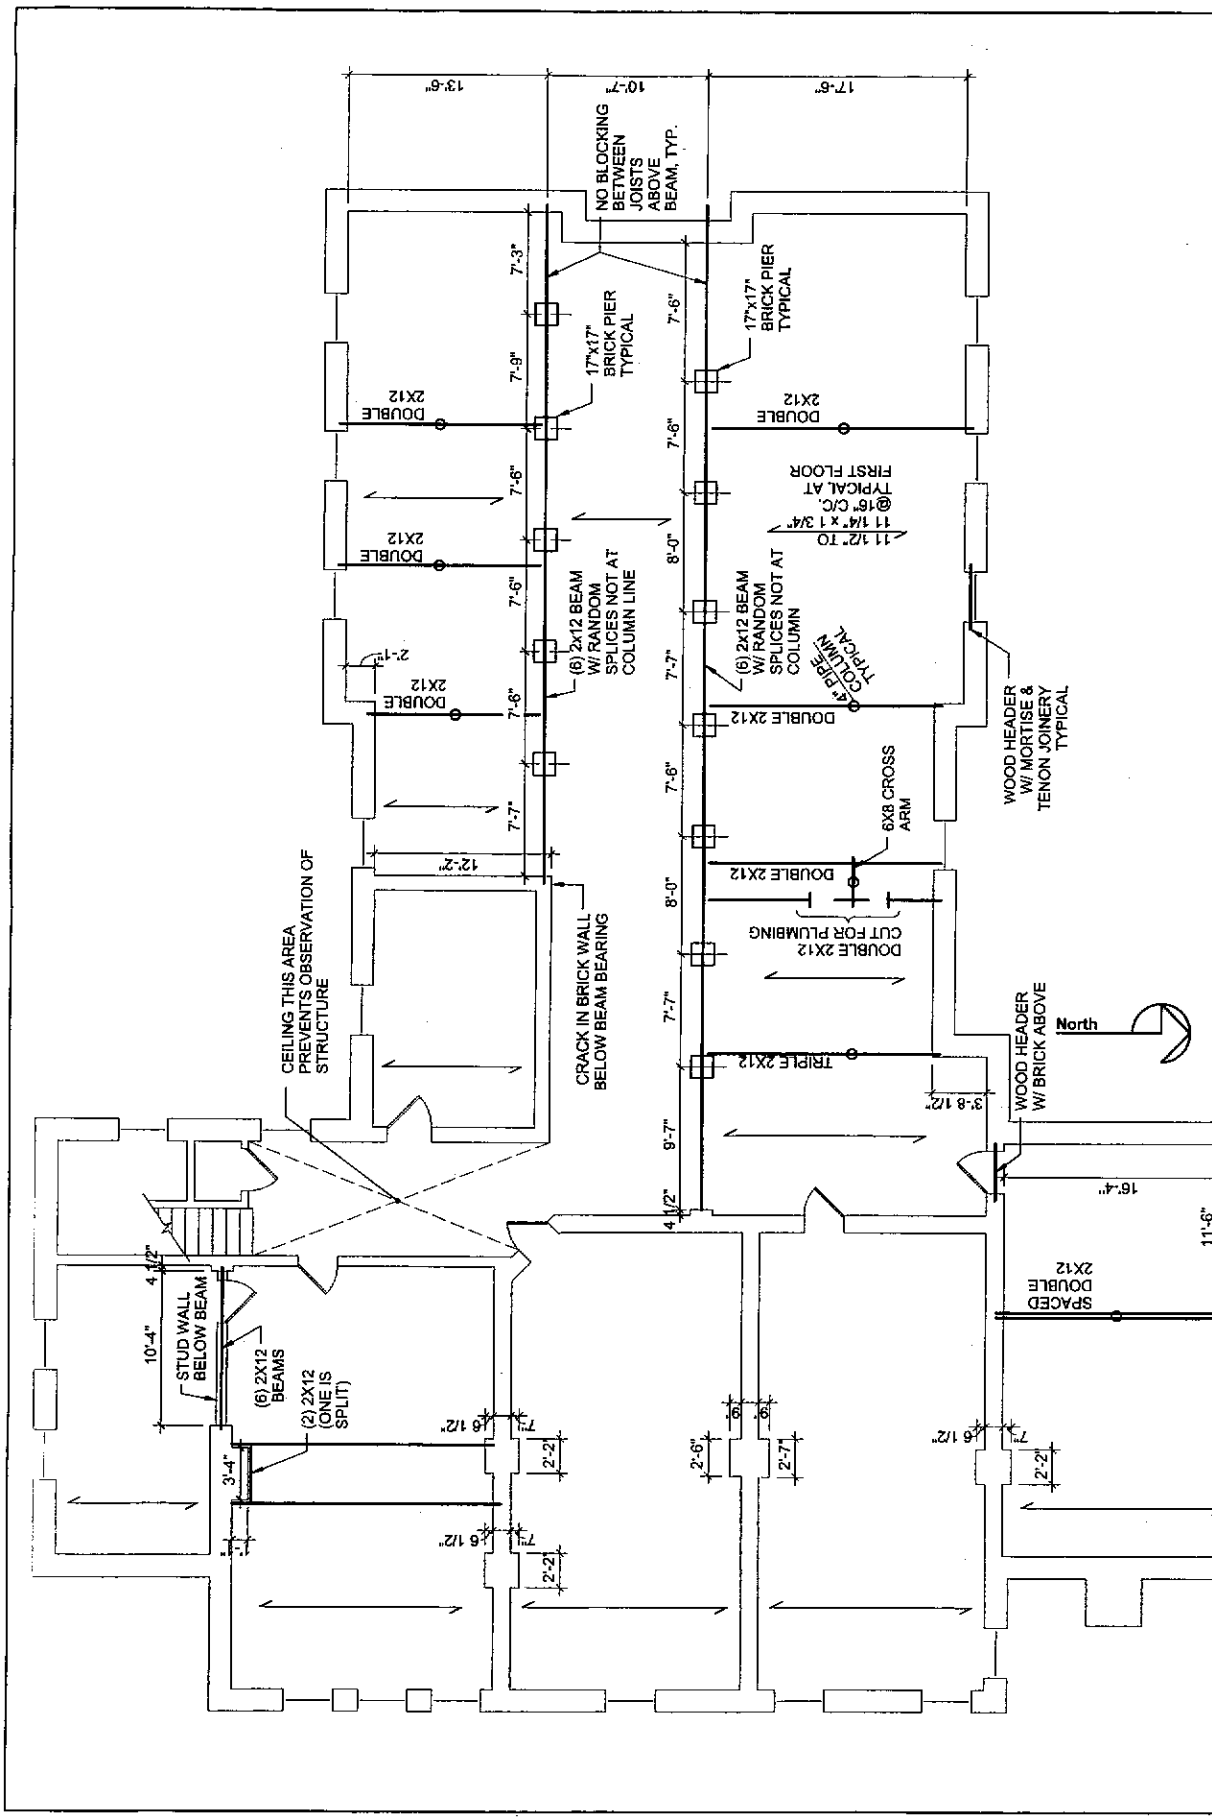 13'-6"
10'-7"
17'-6"
NO BLOCKING
BETWEEN
JOISTS
ABOVE
BEAM, TYP.
7'-3"
7'-9"
7'-6"
7'-6"
7'-6"
7'-7"
17"x17"
BRICK PIER
TYPICAL
7'-6"
7'-6"
8'-0"
7'-7"
7'-6"
8'-0"
7'-7"
9'-7"
4 1/2"
17"x17"
BRICK PIER
TYPICAL
DOUBLE
2X12
DOUBLE
2X12
DOUBLE
2X12
2'-1"
DOUBLE
2X12
11 1/2" TO
11 1/4" x 1 3/4"
@16" C/C.
TYPICAL AT
FIRST FLOOR
(6) 2x12 BEAM
W/ RANDOM
SPLICES NOT AT
COLUMN LINE
(6) 2x12 BEAM
W/ RANDOM
SPLICES NOT AT
COLUMN
4" PIPE
COLUMN
TYPICAL
DOUBLE 2X12
WOOD HEADER
W/ MORTISE &
TENON JOINERY
TYPICAL
6X8 CROSS
ARM
DOUBLE 2X12
DOUBLE 2X12
CUT FOR PLUMBING
12'-2"
CEILING THIS AREA
PREVENTS OBSERVATION OF
STRUCTURE
CRACK IN BRICK WALL
BELOW BEAM BEARING
TRIPLE 2X12
3'-8 1/2"
WOOD HEADER
W/ BRICK ABOVE
North
16'-4"
11'-6"
SPACED
DOUBLE
2X12
4 1/2"
10'-4"
STUD WALL
BELOW BEAM
(6) 2X12
BEAMS
(2) 2X12
(ONE IS
SPLIT)
3'-4"
6 1/2"
7"
2'-2"
6 1/2"
7"
2'-2"
2'-6"
6"
6"
2'-7"
6 1/2"
7"
2'-2"